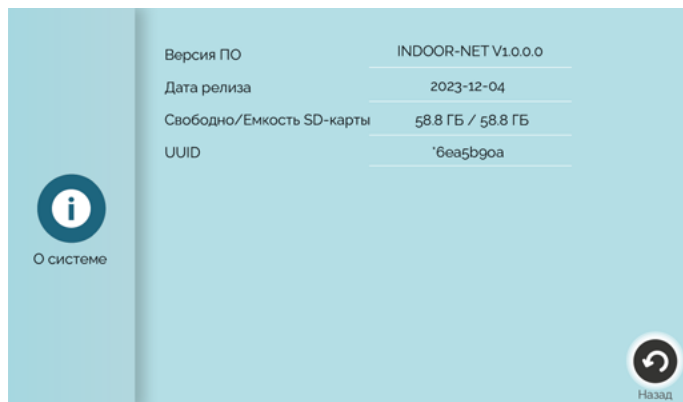 Версия ПО INDOOR-NET V1.0.0.0
Дата релиза 2023-12-04
Свободно/Емкость SD-карты 58.8 ГБ / 58.8 ГБ
UUID *6ea5b90a
О системе
Назад